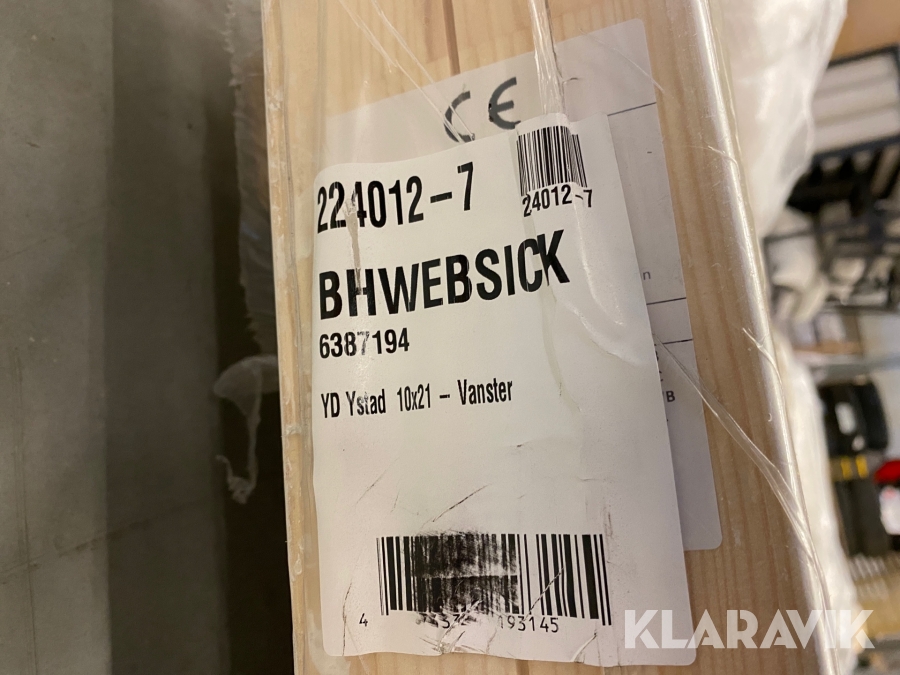 CE
224012-7
24012-7
BHWEBSICK
6387194
YD Ystad 10x21 - Vanster
n
B
4
193145
KLARAVIK